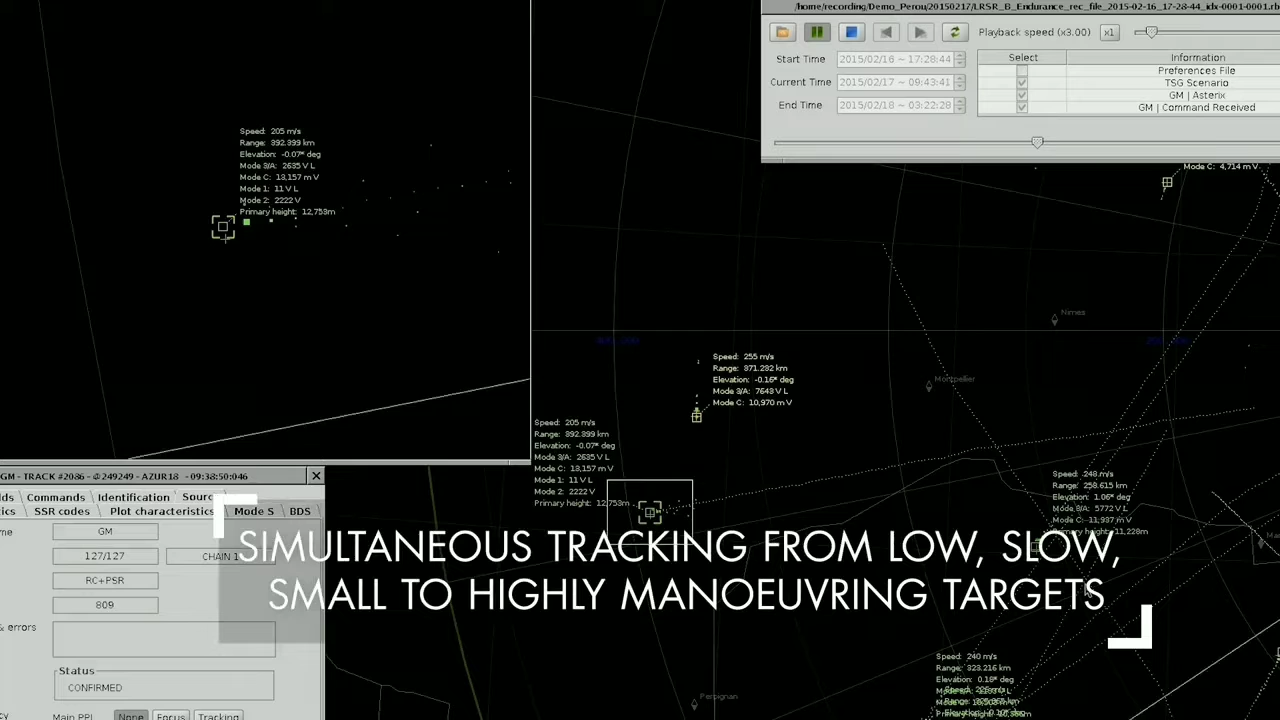 /home/recording/Demo_Perou/20150217/LRSR_B_Endurance_rec_file_2015-02-16_17-28-44_idx-0001-0001.rb
Playback speed (x3.00) x1
Start Time 2015/02/16 ~ 17:28:44
Current Time 2015/02/17 ~ 09:43:41
End Time 2015/02/18 ~ 03:22:28
Select Information
Preferences File
TSG Scenario
GM | Asterix
GM | Command Received
Speed: 205 m/s
Range: 392.399 km
Elevation: -0.07° deg
Mode 3/A: 2635 V L
Mode C: 13,157 m V
Mode 1: 11 V L
Mode 2: 2222 V
Primary height: 12,753m
Mode C: 4,714 m V
Nimes
Montpellier
Speed: 255 m/s
Range: 371.292 km
Elevation: -0.16° deg
Mode 3/A: 7643 V L
Mode C: 10,970 m V
Speed: 205 m/s
Range: 392.399 km
Elevation: -0.07° deg
Mode 3/A: 2635 V L
Mode C: 13,157 m V
Mode 1: 11 V L
Mode 2: 2222 V
Primary height: 12,753m
Speed: 248 m/s
Range: 258.615 km
Elevation: 1.06° deg
Mode 3/A: 5772 V L
Mode C: 11,937 m V
Primary height: 11,228m
GM - TRACK #2086 - @249249 - AZUR18 - 09:38:50:046
Commands Identification
SSR codes Plot characteristics Mode S BDS
GM
127/127 CHAIN 1
RC+PSR
809
& errors
Status
CONFIRMED
Main PPI None Focus Tracking
SIMULTANEOUS TRACKING FROM LOW, SLOW,
SMALL TO HIGHLY MANOEUVRING TARGETS
Perpignan
Speed: 240 m/s
Range: 323.216 km
Elevation: 0.18° deg